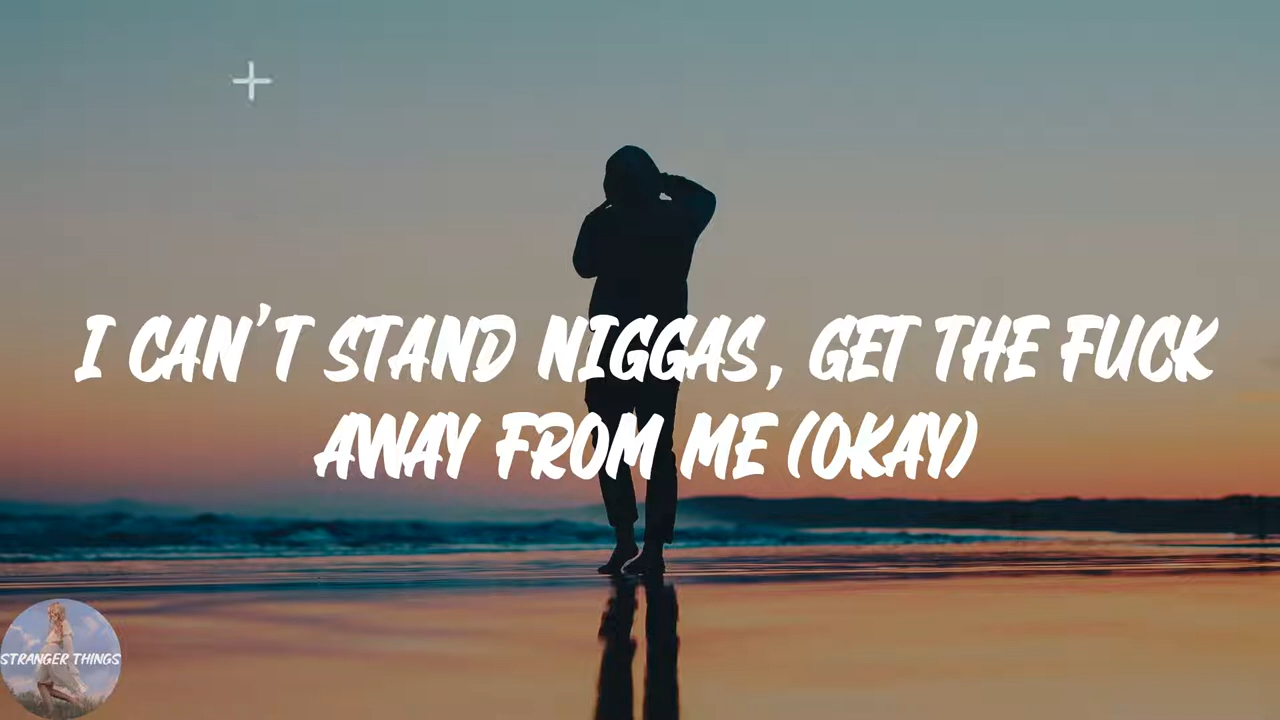 I CAN'T STAND NIGGAS, GET THE FUCK
AWAY FROM ME (OKAY)
STRANGER THINGS